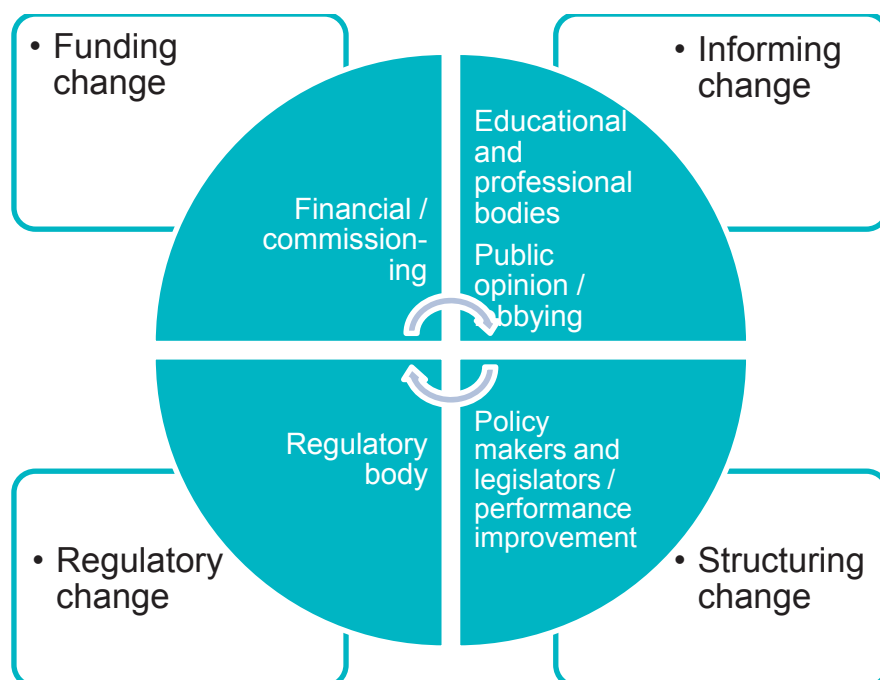 • Funding
change
• Informing
change
Financial /
commission-
ing
Educational
and
professional
bodies
Public
opinion /
lobbying
Regulatory
body
Policy
makers and
legislators /
performance
improvement
• Regulatory
change
• Structuring
change